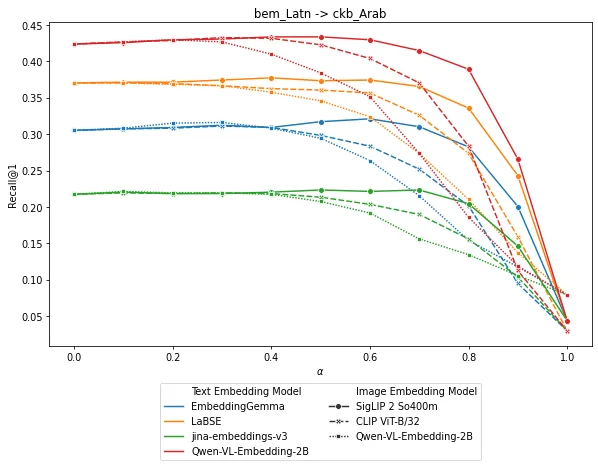 bem_Latn -> ckb_Arab
Recall@1
0.45
0.40
0.35
0.30
0.25
0.20
0.15
0.10
0.05
0.0 0.2 0.4 0.6 0.8 1.0
α
Text Embedding Model
EmbeddingGemma
LaBSE
jina-embeddings-v3
Qwen-VL-Embedding-2B
Image Embedding Model
SigLIP 2 So400m
CLIP ViT-B/32
Qwen-VL-Embedding-2B